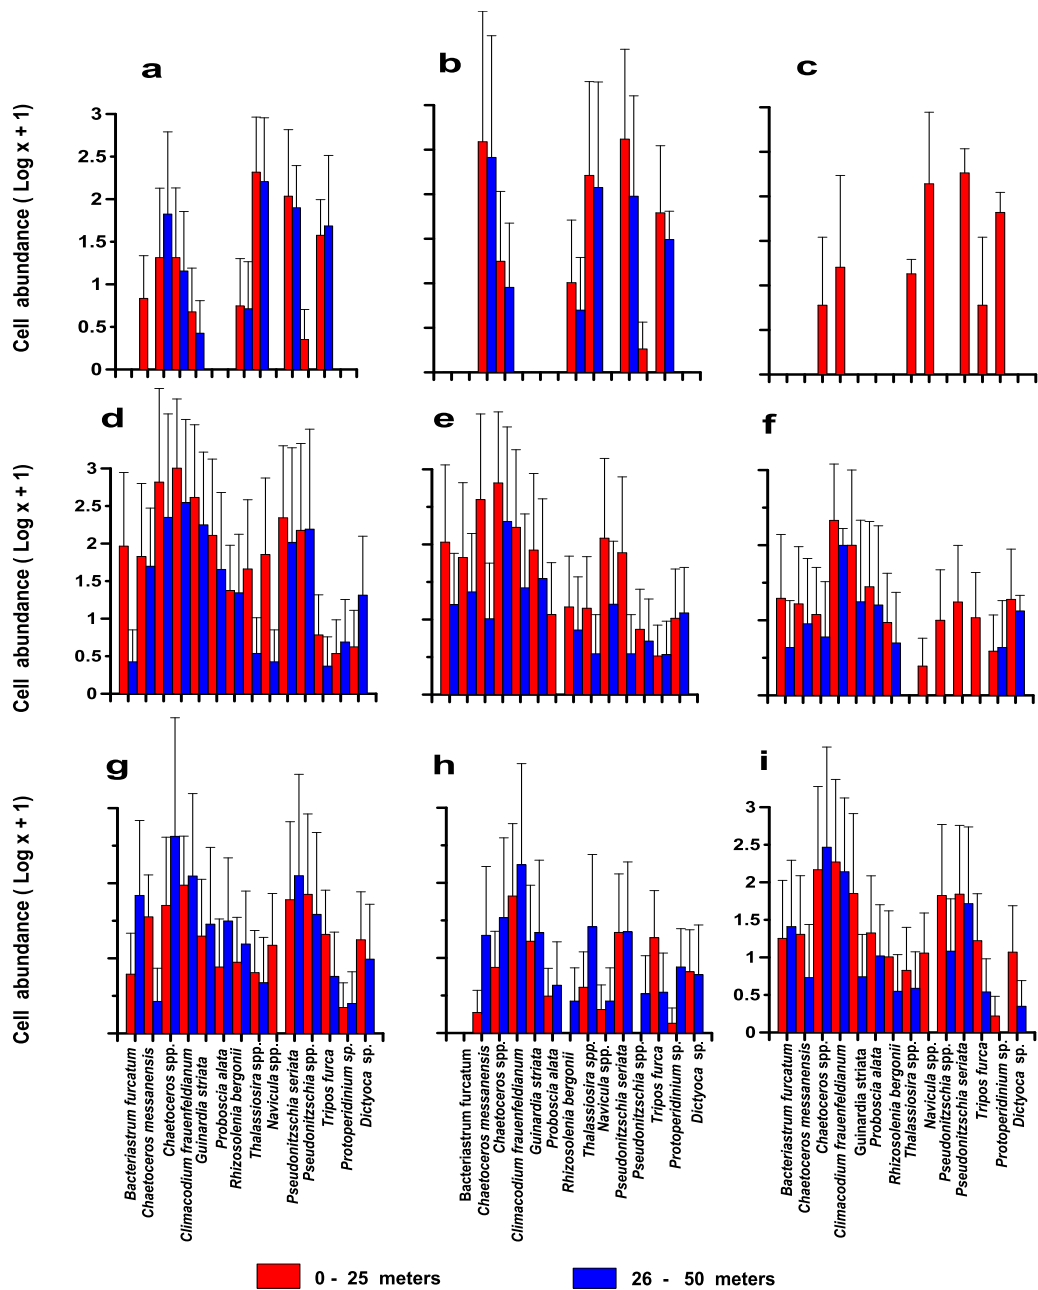 a
b
c
Cell abundance ( Log x + 1)
3
2.5
2
1.5
1
0.5
0
d
e
f
Cell abundance ( Log x + 1)
3
2.5
2
1.5
1
0.5
0
g
h
i
Cell abundance ( Log x + 1)
3
2.5
2
1.5
1
0.5
0
Bacteriastrum furcatum
Chaetoceros messanensis
Chaetoceros spp.
Climacodium frauenfeldianum
Guinardia striata
Proboscia alata
Rhizosolenia bergonii
Thalassiosira spp.
Navicula spp.
Pseudonitzschia seriata
Pseudonitzschia spp.
Tripos furca
Protoperidinium sp.
Dictyoca sp.
Bacteriastrum furcatum
Chaetoceros messanensis
Chaetoceros spp.
Climacodium frauenfeldianum
Guinardia striata
Proboscia alata
Rhizosolenia bergonii
Thalassiosira spp.
Navicula spp.
Pseudonitzschia seriata
Pseudonitzschia spp.
Tripos furca
Protoperidinium sp.
Dictyoca sp.
Bacteriastrum furcatum
Chaetoceros messanensis
Chaetoceros spp.
Climacodium frauenfeldianum
Guinardia striata
Proboscia alata
Rhizosolenia bergonii
Thalassiosira spp.
Navicula spp.
Pseudonitzschia spp.
Pseudonitzschia seriata
Tripos furca
Protoperidinium sp.
Dictyoca sp.
0 - 25 meters
26 - 50 meters